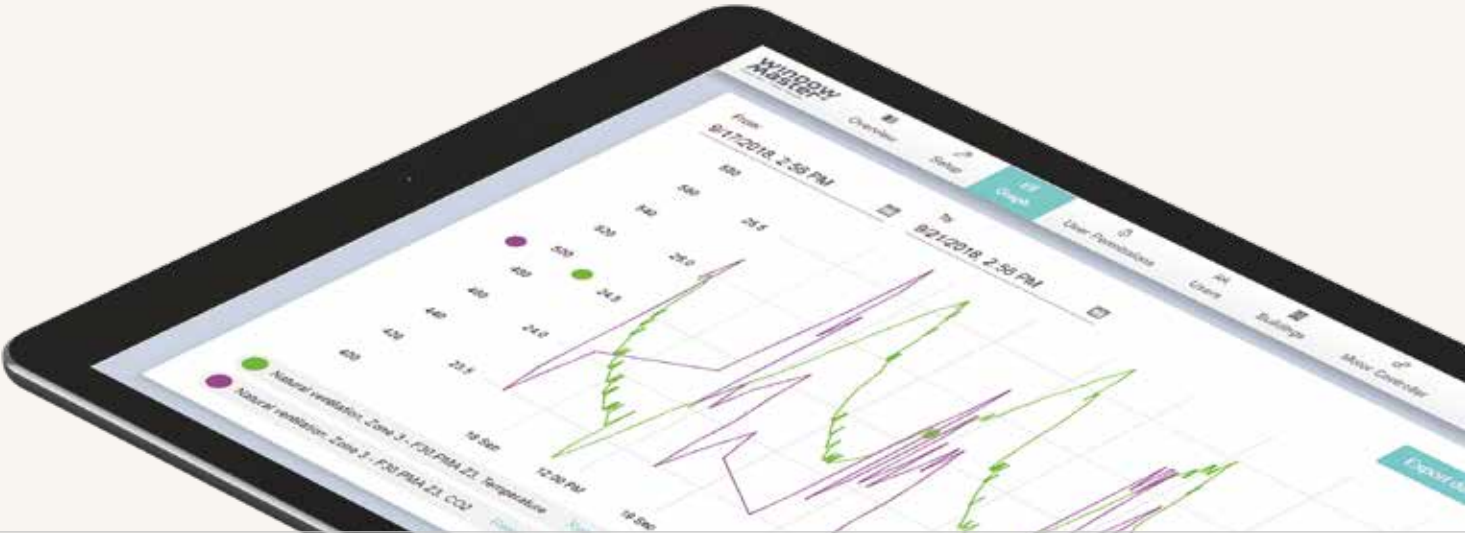 WINDOW
Master
Overview
Setup
Graph
User Permissions
Users
Buildings
Motor Controller
From
9/17/2018, 2:56 PM
To
9/21/2018, 2:56 PM
580
560
540
520
500
480
460
440
420
400
25.5
25.0
24.5
24.0
23.5
18 Sep
12:00 PM
19 Sep
Natural ventilation, Zone 3 - F30 PMA 23, Temperature
Natural ventilation, Zone 3 - F30 PMA 23, CO2
Export